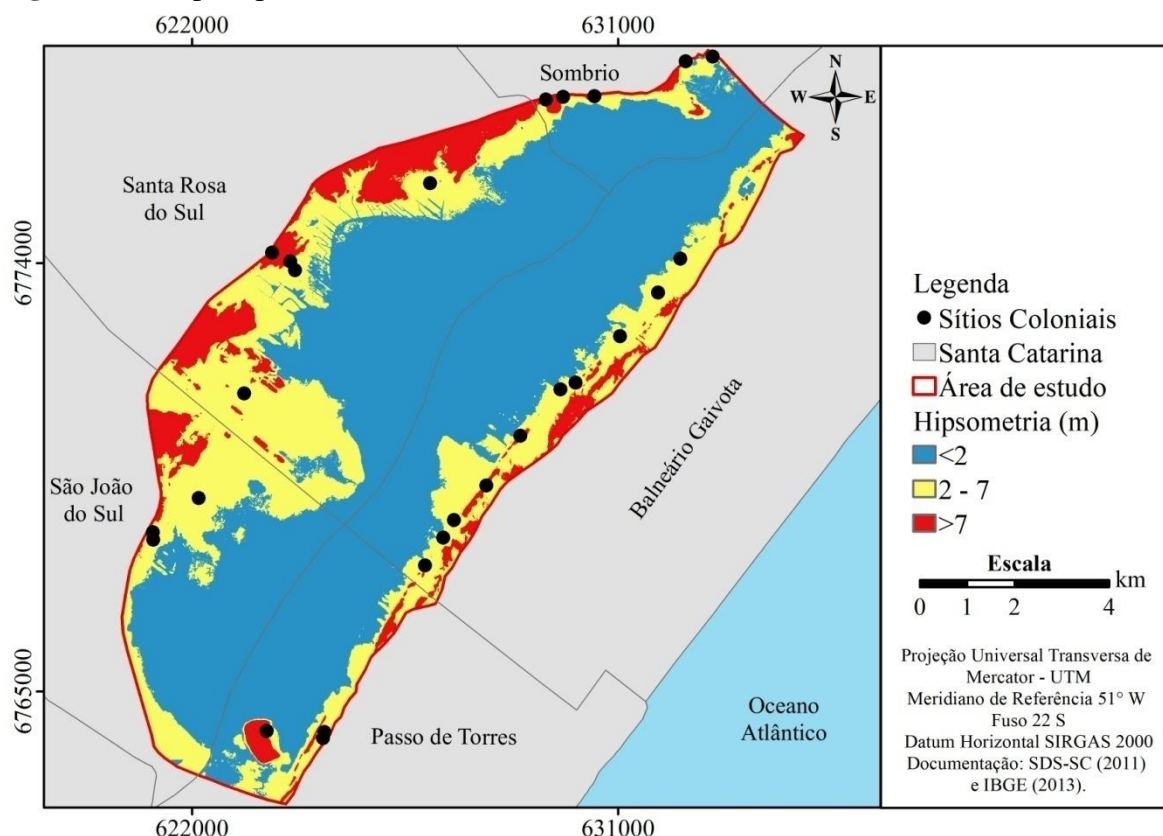 622000
631000
Sombrio
N
W
E
S
Santa Rosa
do Sul
6774000
Balneário Gaivota
São João
do Sul
6765000
Passo de Torres
Oceano
Atlântico
622000
631000
Legenda
Sítios Coloniais
Santa Catarina
Área de estudo
Hipsometria (m)
<2
2 - 7
>7
Escala
km
0 1 2 4
Projeção Universal Transversa de
Mercator - UTM
Meridiano de Referência 51° W
Fuso 22 S
Datum Horizontal SIRGAS 2000
Documentação: SDS-SC (2011)
e IBGE (2013).